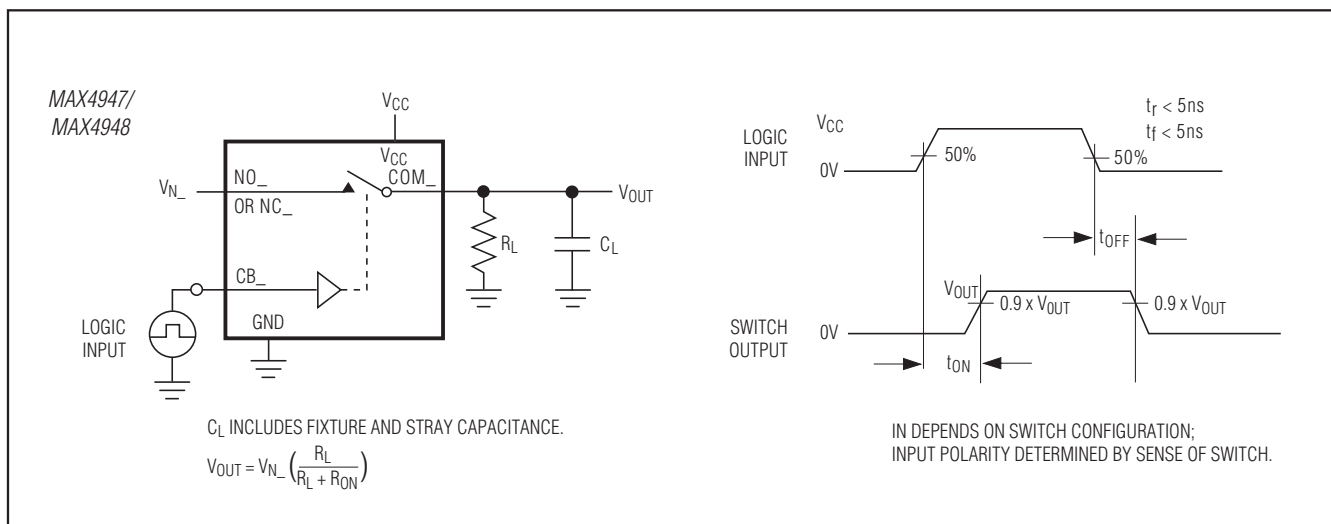 MAX4947/
MAX4948
VCC
VCC
NO_
COM_
VN_
OR NC_
VOUT
RL
CL
CB_
GND
LOGIC
INPUT
CL INCLUDES FIXTURE AND STRAY CAPACITANCE.
VOUT = VN_ (RL / RL + RON)
LOGIC
INPUT
VCC
0V
50%
50%
tr < 5ns
tf < 5ns
tOFF
SWITCH
OUTPUT
VOUT
0V
0.9 x VOUT
0.9 x VOUT
tON
IN DEPENDS ON SWITCH CONFIGURATION;
INPUT POLARITY DETERMINED BY SENSE OF SWITCH.